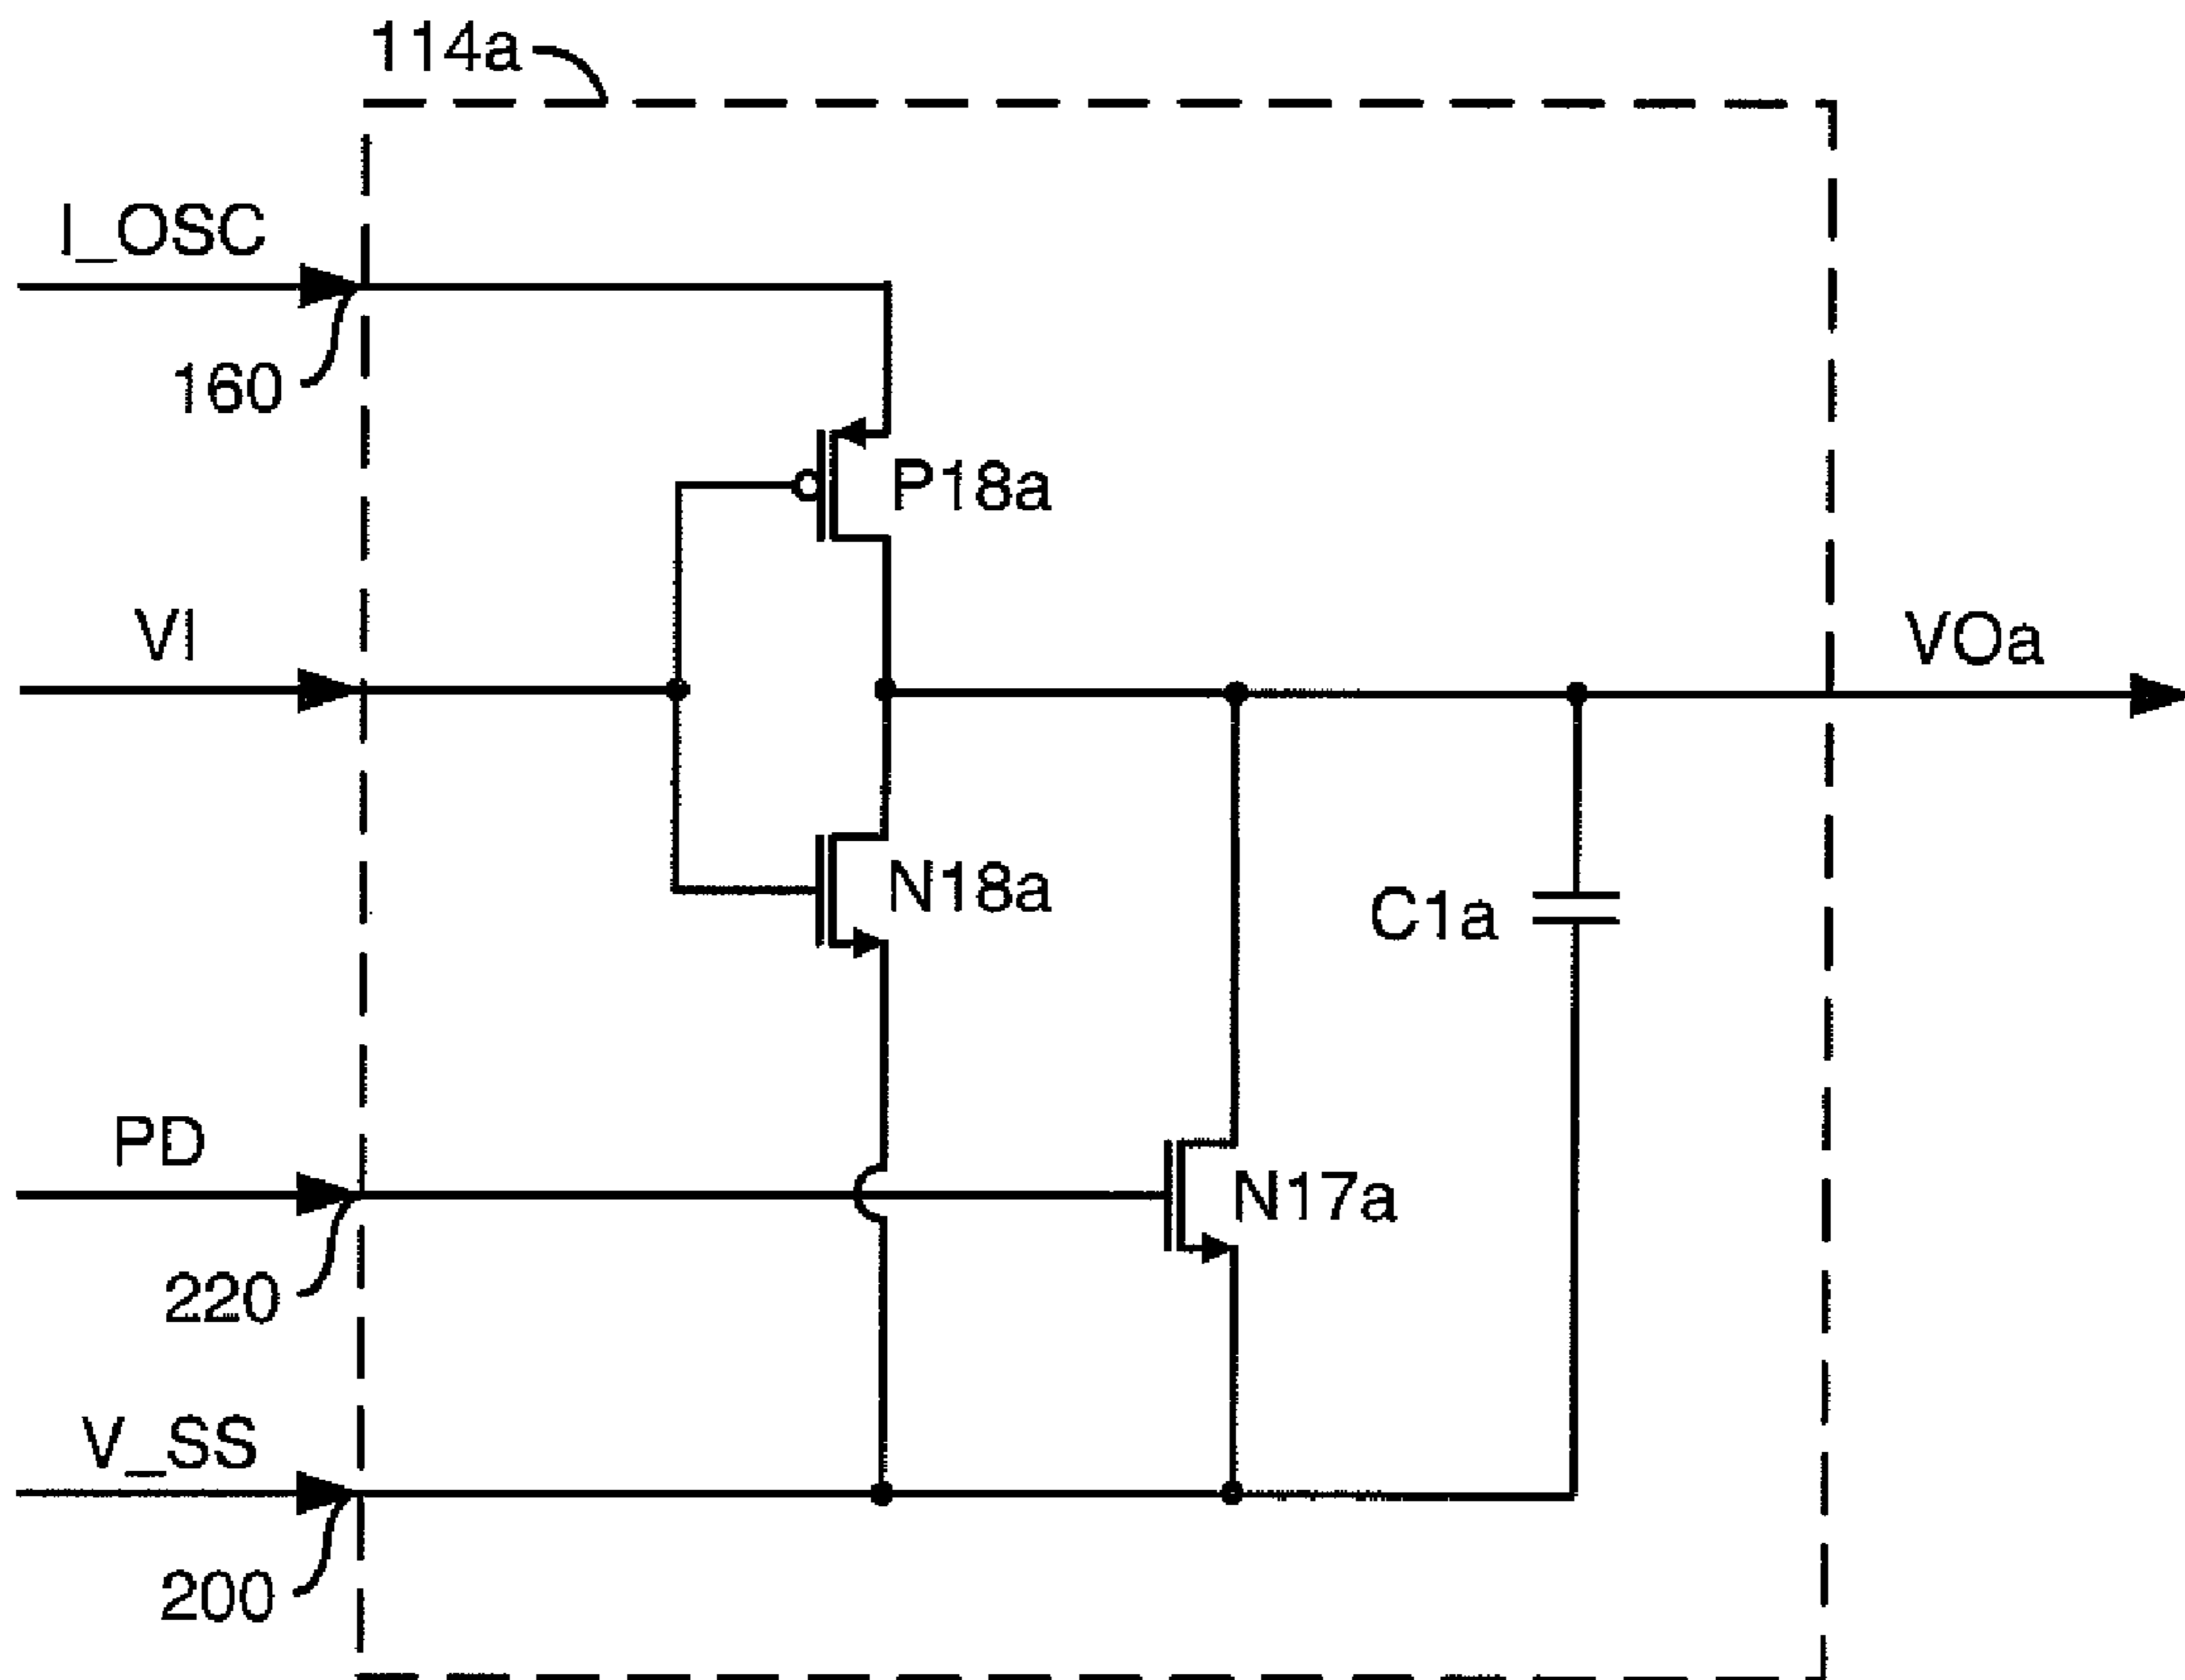 114a
I_OSC
160
P18a
VI
VOa
N18a
C1a
PD
N17a
220
V_SS
200